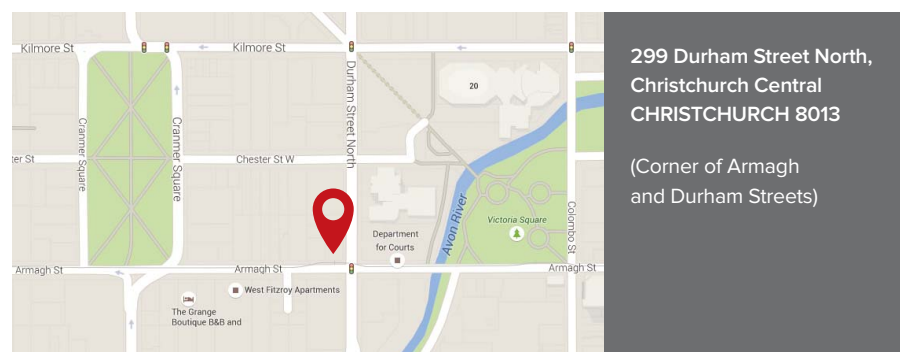 Kilmore St
Kilmore St
Durham Street North
20
Cranmer Square
Cranmer Square
ter St
Chester St W
Avon River
Victoria Square
Colombo St
Department
for Courts
Armagh St
Armagh St
Armagh St
West Fitzroy Apartments
The Grange
Boutique B&B and
299 Durham Street North,
Christchurch Central
CHRISTCHURCH 8013
(Corner of Armagh
and Durham Streets)